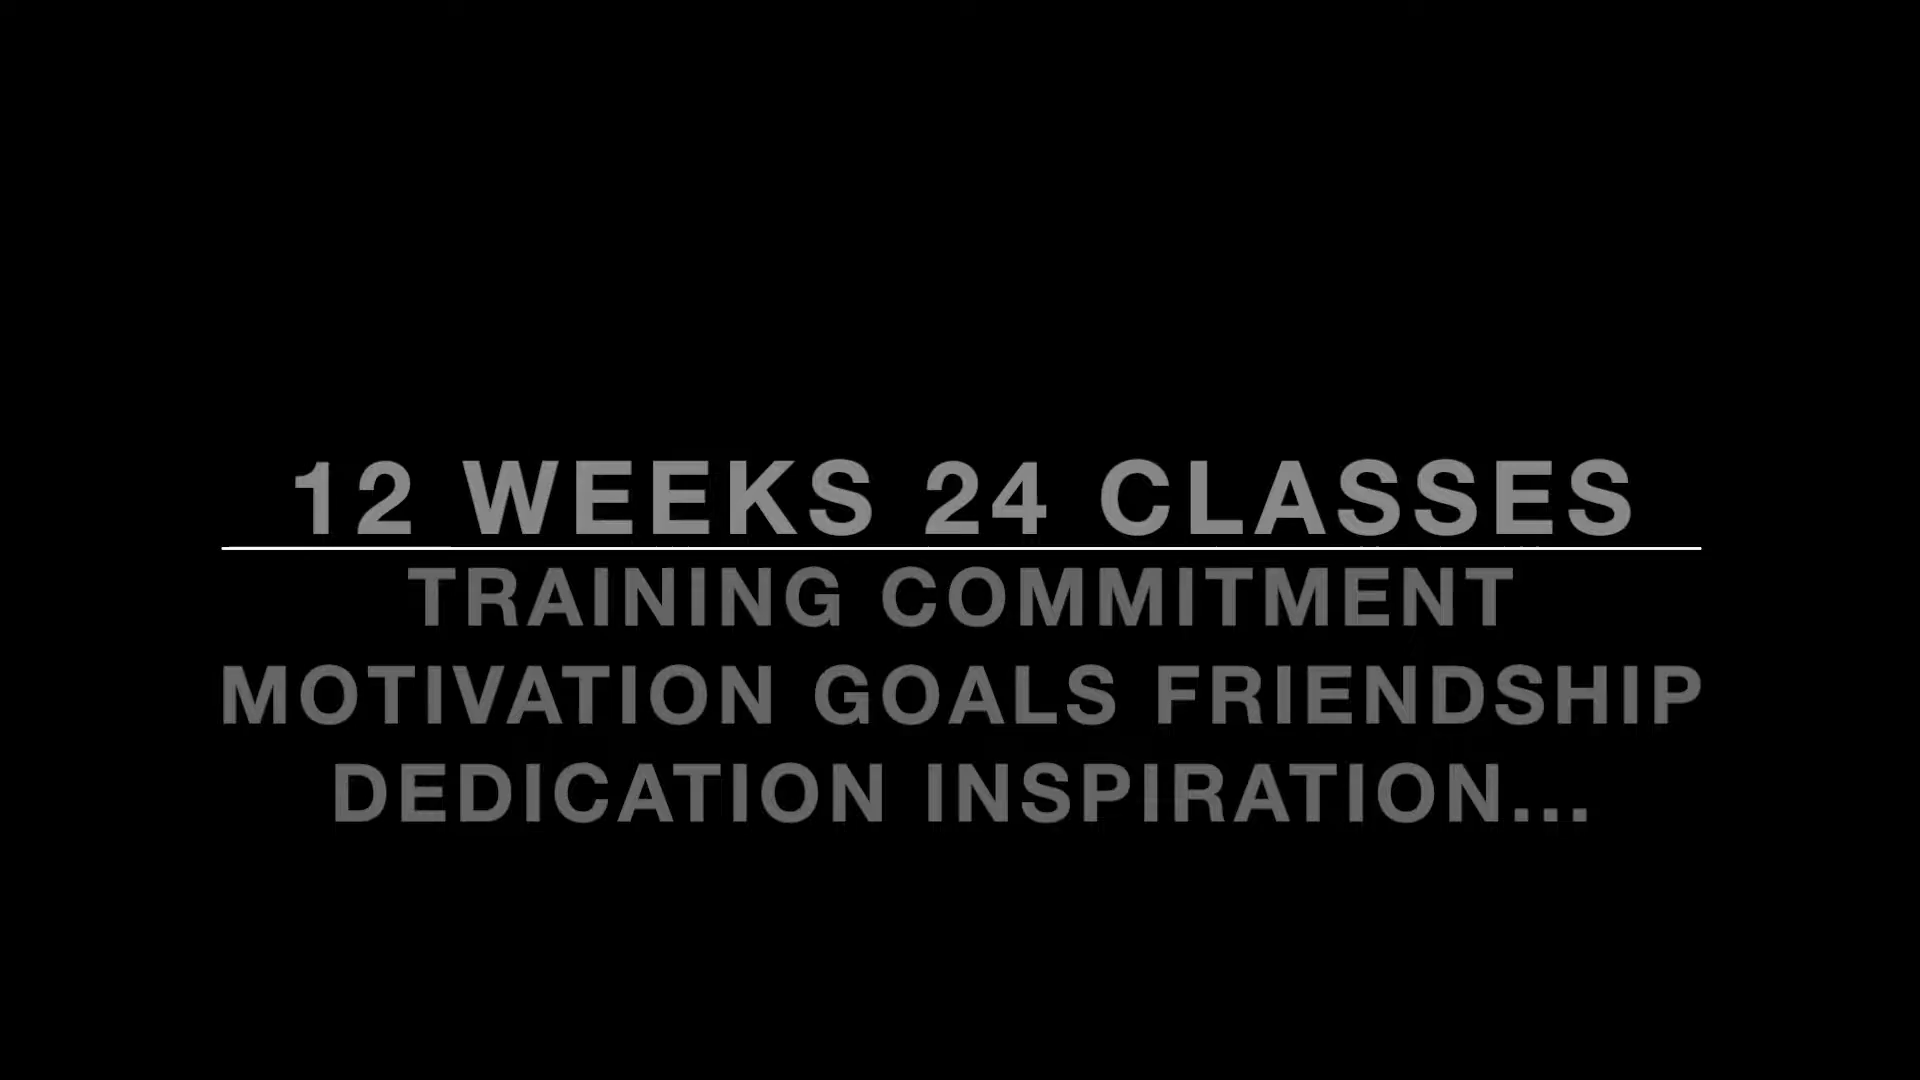 12 WEEKS 24 CLASSES
TRAINING COMMITMENT
MOTIVATION GOALS FRIENDSHIP
DEDICATION INSPIRATION...